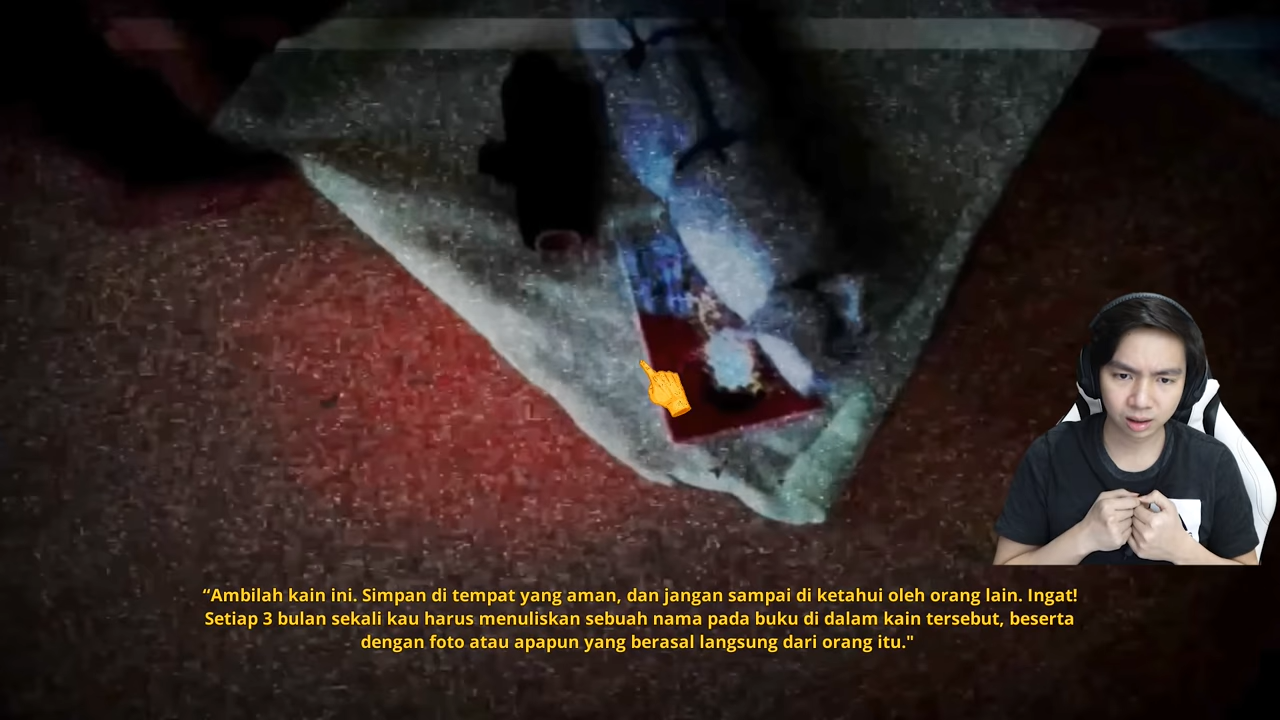 “Ambilah kain ini. Simpan di tempat yang aman, dan jangan sampai di ketahui oleh orang lain. Ingat!
Setiap 3 bulan sekali kau harus menuliskan sebuah nama pada buku di dalam kain tersebut, beserta
dengan foto atau apapun yang berasal langsung dari orang itu."